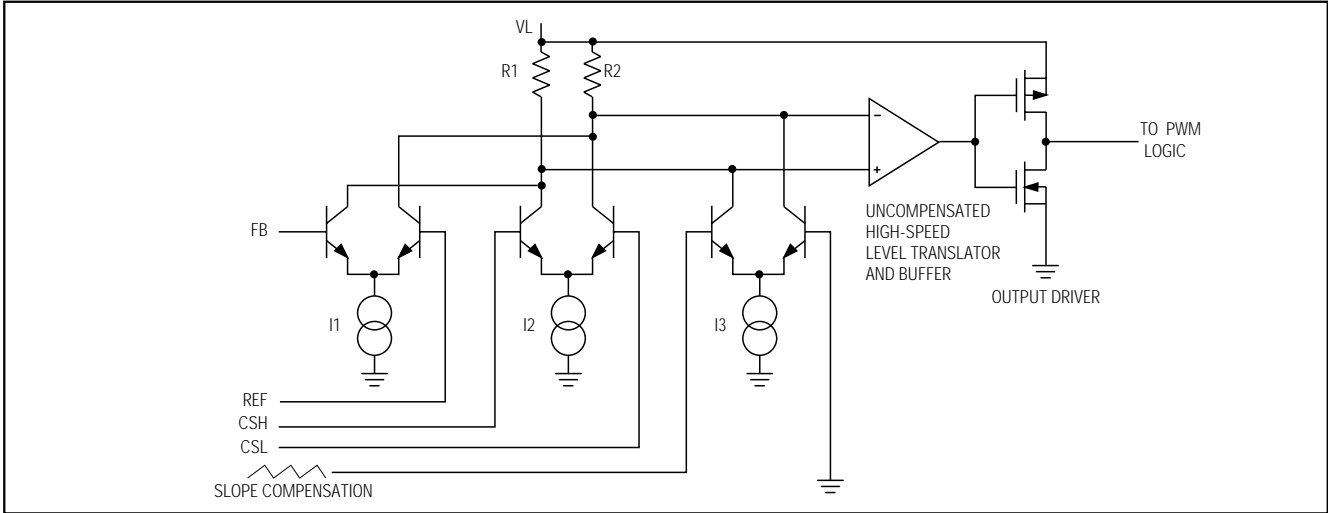 VL
R1
R2
−
+
TO PWM
LOGIC
FB
UNCOMPENSATED
HIGH-SPEED
LEVEL TRANSLATOR
AND BUFFER
OUTPUT DRIVER
I1
I2
I3
REF
CSH
CSL
SLOPE COMPENSATION